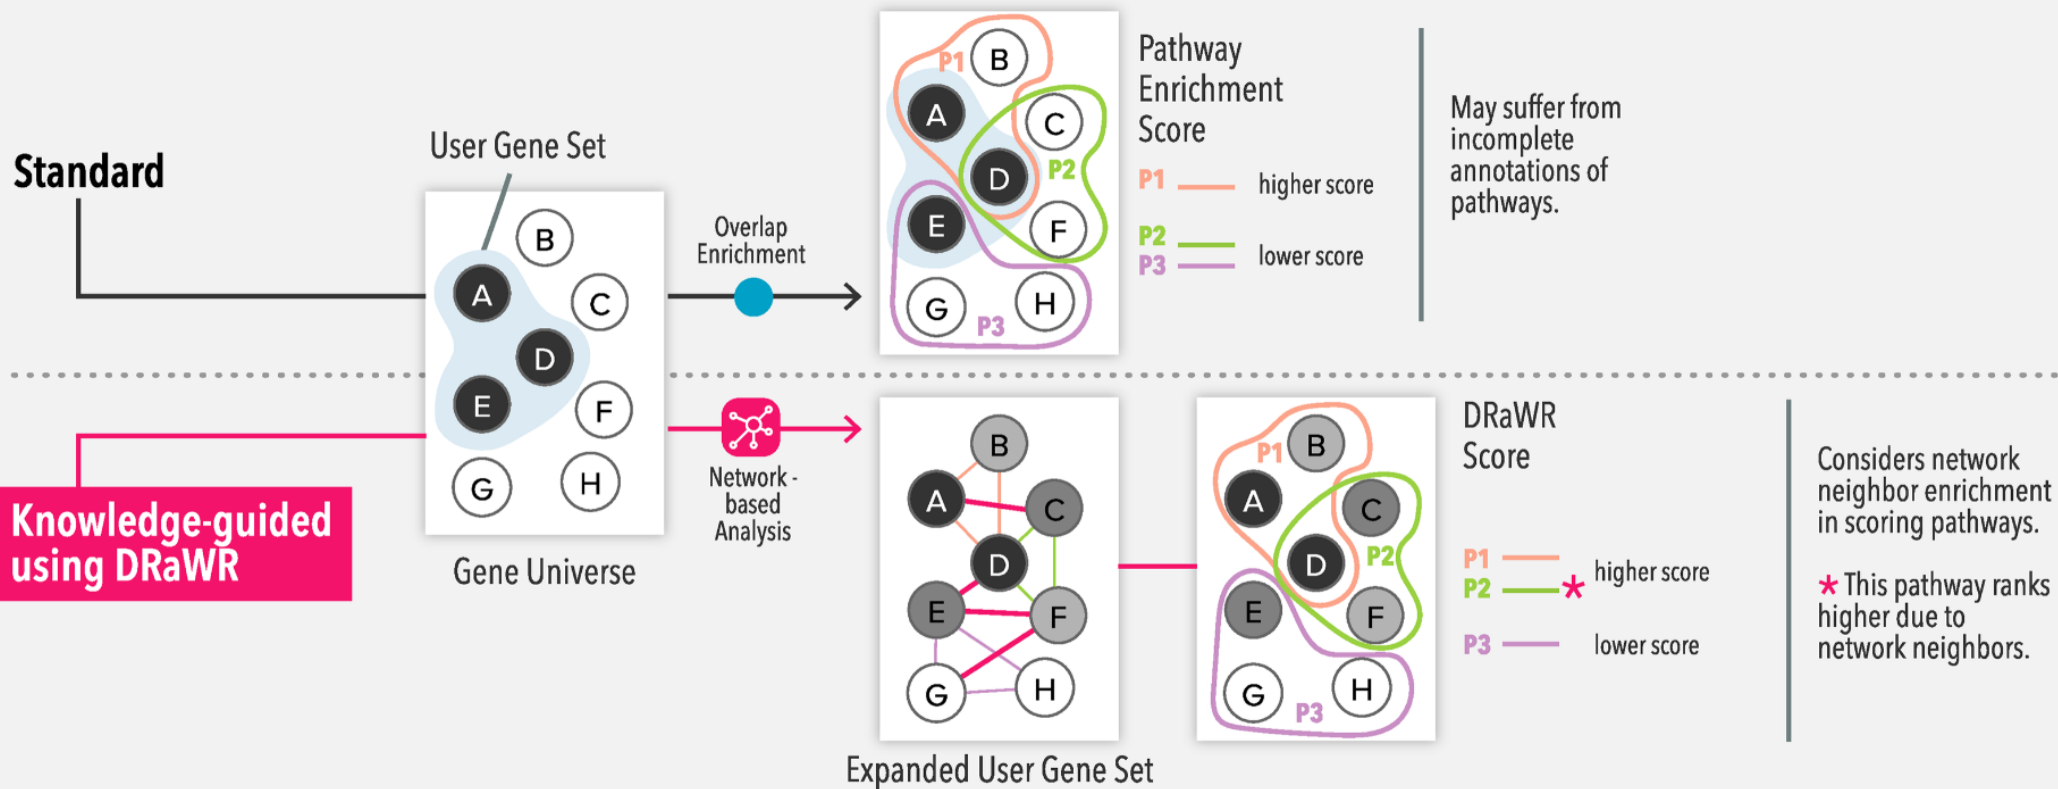 Standard
User Gene Set
A
B
C
D
E
F
G
H
Gene Universe
Overlap
Enrichment
P1
B
A
C
D
P2
E
F
G
H
P3
Pathway
Enrichment
Score
P1
higher score
P2
P3
lower score
May suffer from
incomplete
annotations of
pathways.
Knowledge-guided
using DRaWR
Network -
based
Analysis
B
A
C
D
E
F
G
H
Expanded User Gene Set
P1
B
A
C
D
P2
E
F
G
H
P3
DRaWR
Score
P1
P2
*
higher score
P3
lower score
Considers network
neighbor enrichment
in scoring pathways.
* This pathway ranks
higher due to
network neighbors.